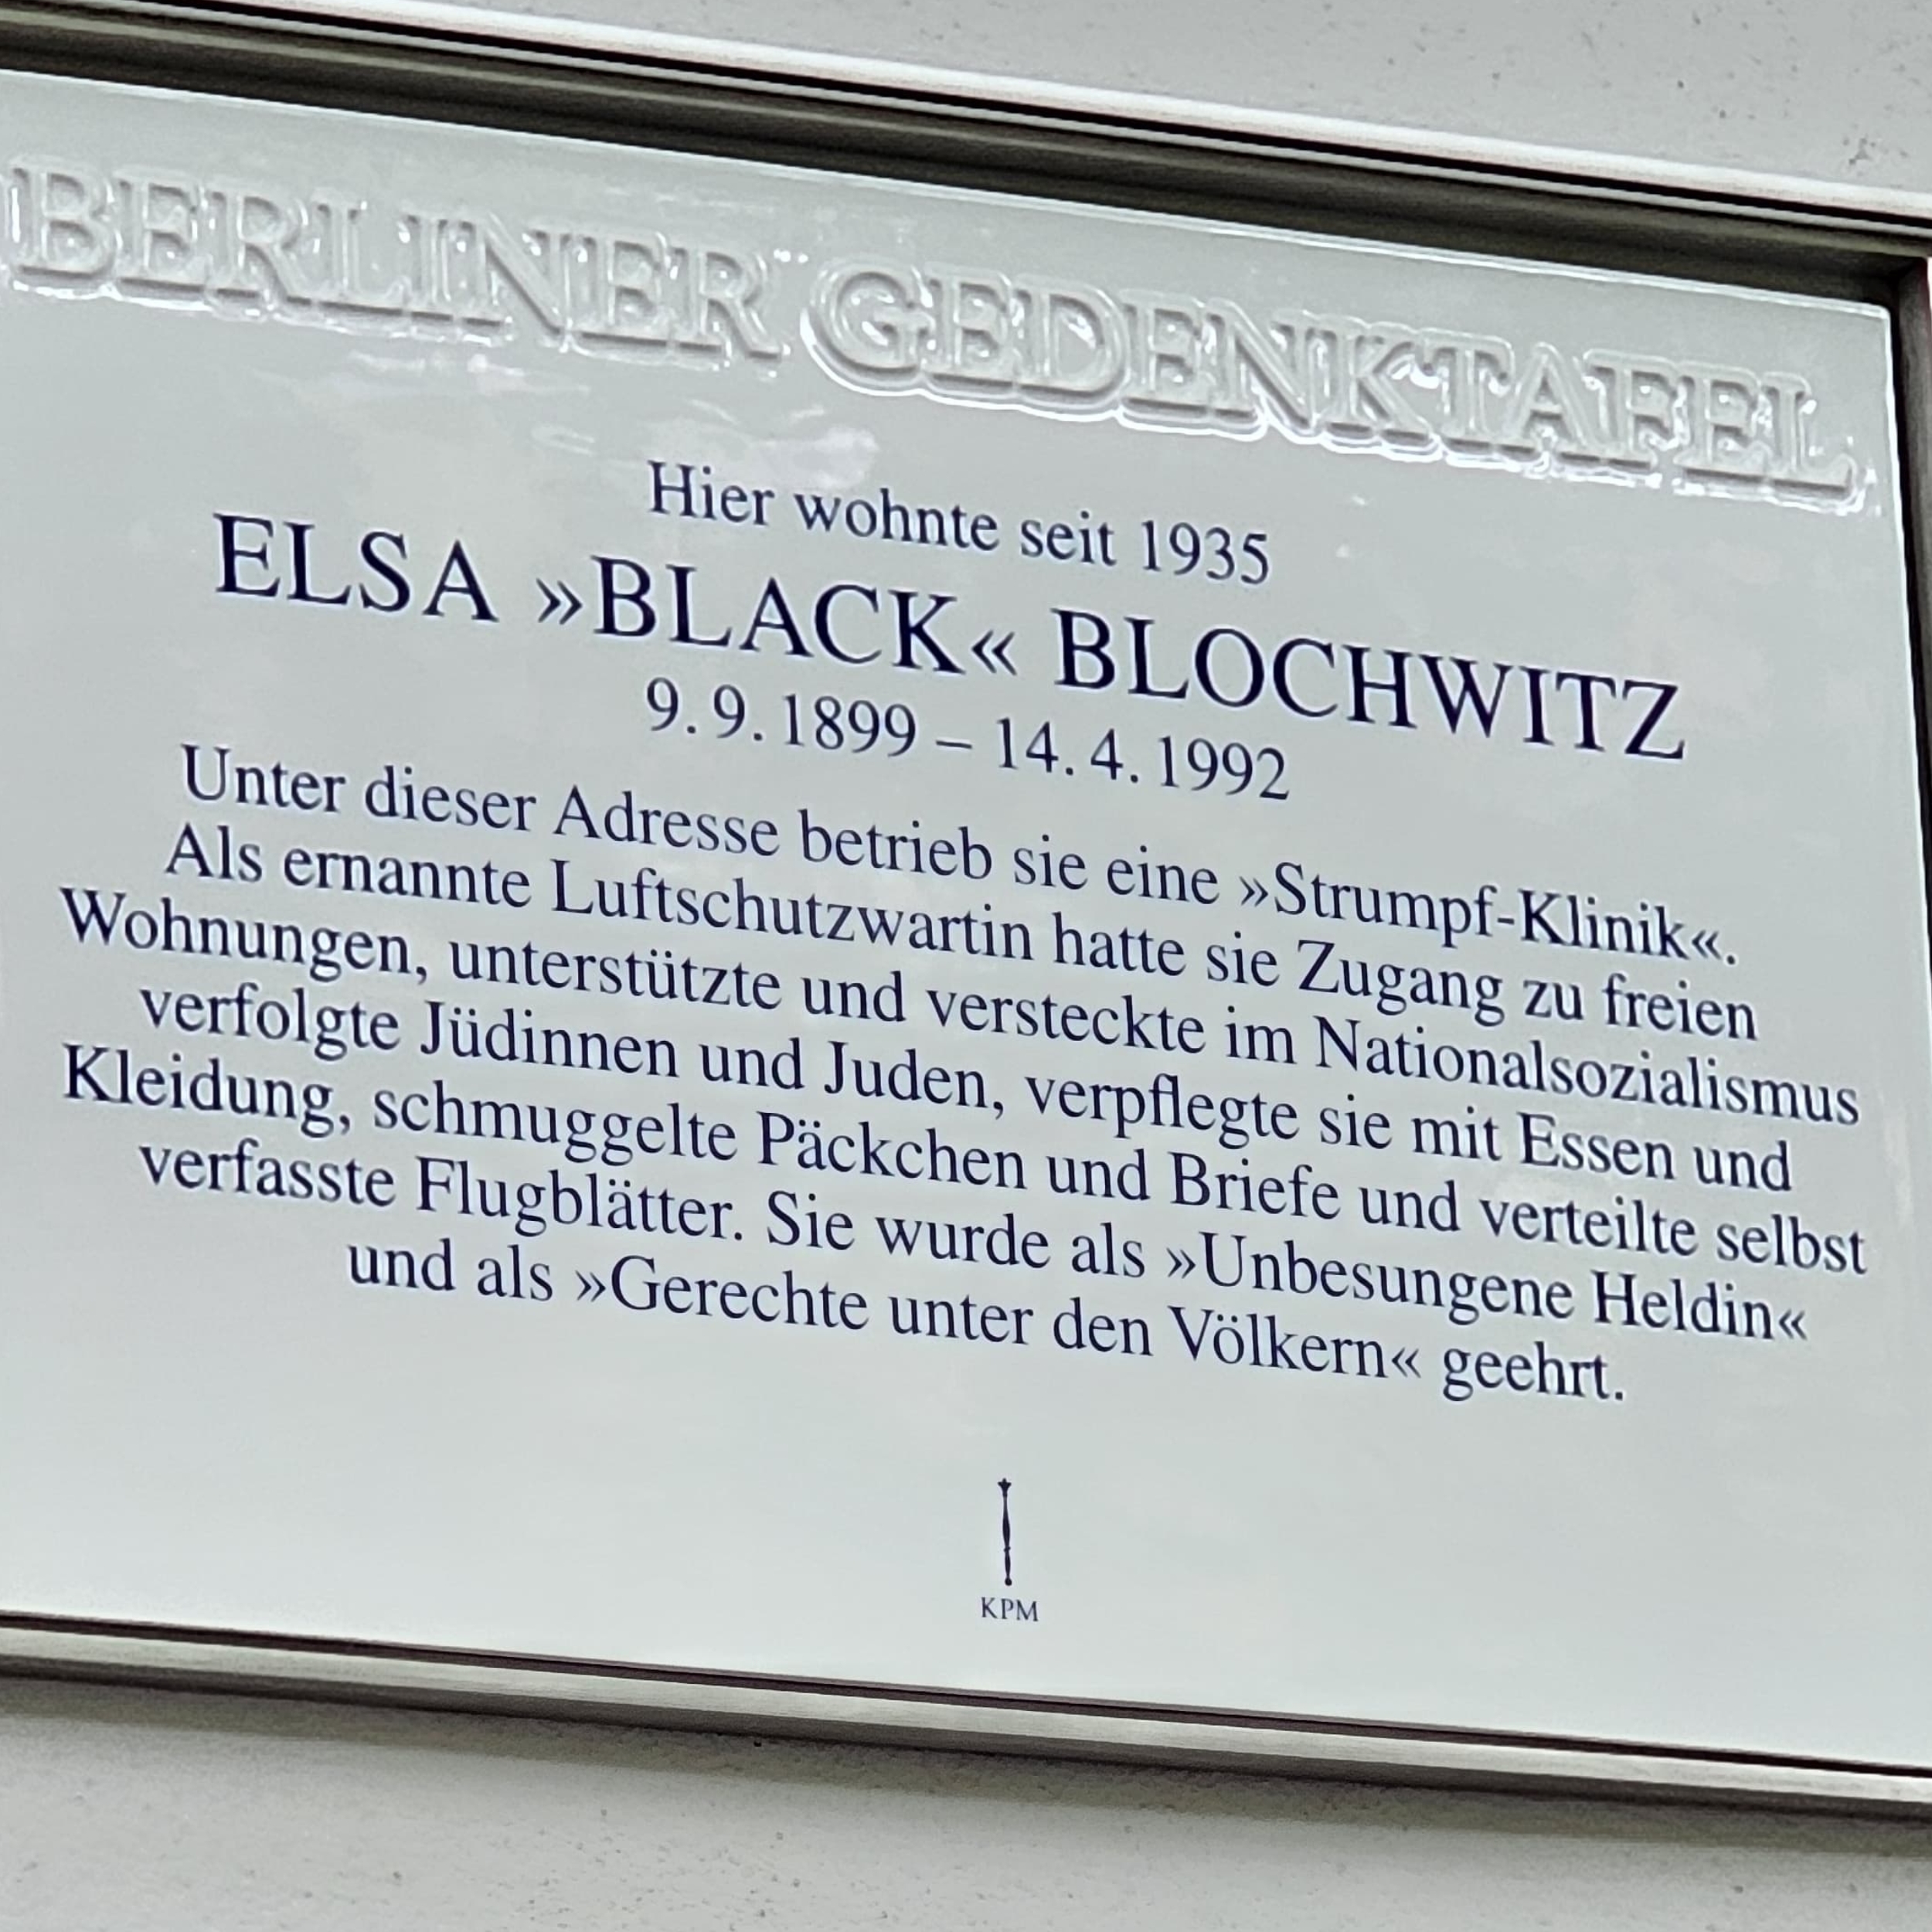 BERLINER GEDENKTAFEL
Hier wohnte seit 1935
ELSA »BLACK« BLOCHWITZ
9. 9. 1899 – 14. 4. 1992
Unter dieser Adresse betrieb sie eine »Strumpf-Klinik«.
Als ernannte Luftschutzwartin hatte sie Zugang zu freien
Wohnungen, unterstützte und versteckte im Nationalsozialismus
verfolgte Jüdinnen und Juden, verpflegte sie mit Essen und
Kleidung, schmuggelte Päckchen und Briefe und verteilte selbst
verfasste Flugblätter. Sie wurde als »Unbesungene Heldin«
und als »Gerechte unter den Völkern« geehrt.
KPM